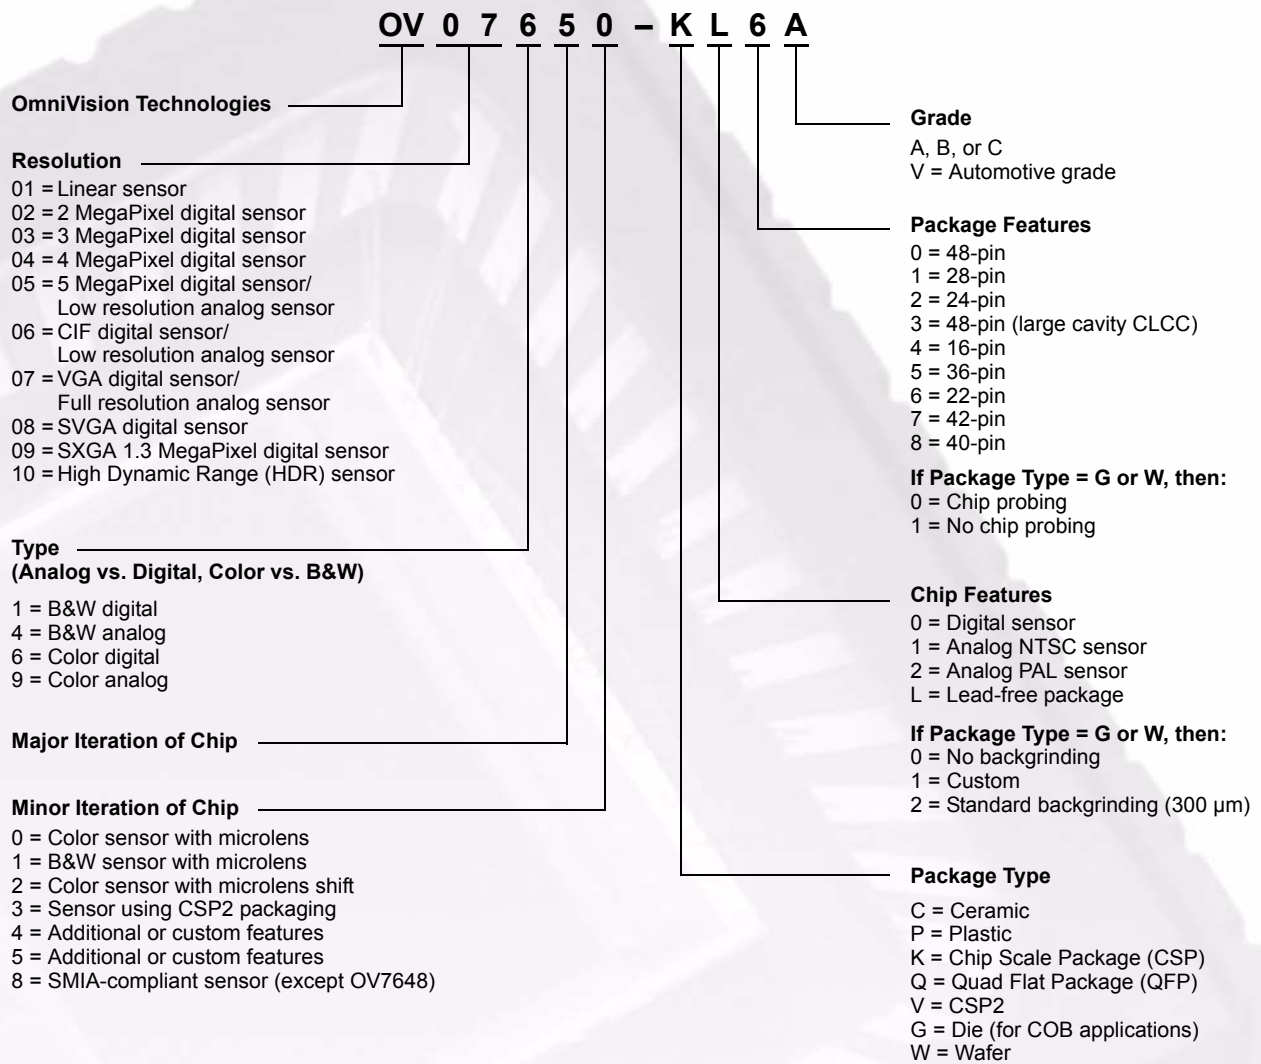 OV 0 7 6 5 0 – K L 6 A
OmniVision Technologies
Resolution
01 = Linear sensor
02 = 2 MegaPixel digital sensor
03 = 3 MegaPixel digital sensor
04 = 4 MegaPixel digital sensor
05 = 5 MegaPixel digital sensor/
Low resolution analog sensor
06 = CIF digital sensor/
Low resolution analog sensor
07 = VGA digital sensor/
Full resolution analog sensor
08 = SVGA digital sensor
09 = SXGA 1.3 MegaPixel digital sensor
10 = High Dynamic Range (HDR) sensor
Type
(Analog vs. Digital, Color vs. B&W)
1 = B&W digital
4 = B&W analog
6 = Color digital
9 = Color analog
Major Iteration of Chip
Minor Iteration of Chip
0 = Color sensor with microlens
1 = B&W sensor with microlens
2 = Color sensor with microlens shift
3 = Sensor using CSP2 packaging
4 = Additional or custom features
5 = Additional or custom features
8 = SMIA-compliant sensor (except OV7648)
Grade
A, B, or C
V = Automotive grade
Package Features
0 = 48-pin
1 = 28-pin
2 = 24-pin
3 = 48-pin (large cavity CLCC)
4 = 16-pin
5 = 36-pin
6 = 22-pin
7 = 42-pin
8 = 40-pin
If Package Type = G or W, then:
0 = Chip probing
1 = No chip probing
Chip Features
0 = Digital sensor
1 = Analog NTSC sensor
2 = Analog PAL sensor
L = Lead-free package
If Package Type = G or W, then:
0 = No backgrinding
1 = Custom
2 = Standard backgrinding (300 µm)
Package Type
C = Ceramic
P = Plastic
K = Chip Scale Package (CSP)
Q = Quad Flat Package (QFP)
V = CSP2
G = Die (for COB applications)
W = Wafer